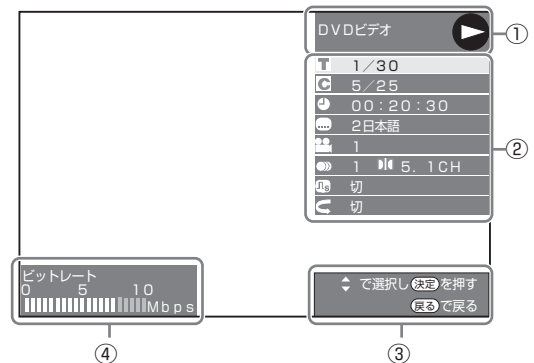 DVDビデオ
①
T 1/30
C 5/25
00:20:30
2日本語
1
1 5. 1CH
切
切
②
ビットレート
0 5 10
Mbps
④
で選択し 決定 を押す
戻る で戻る
③